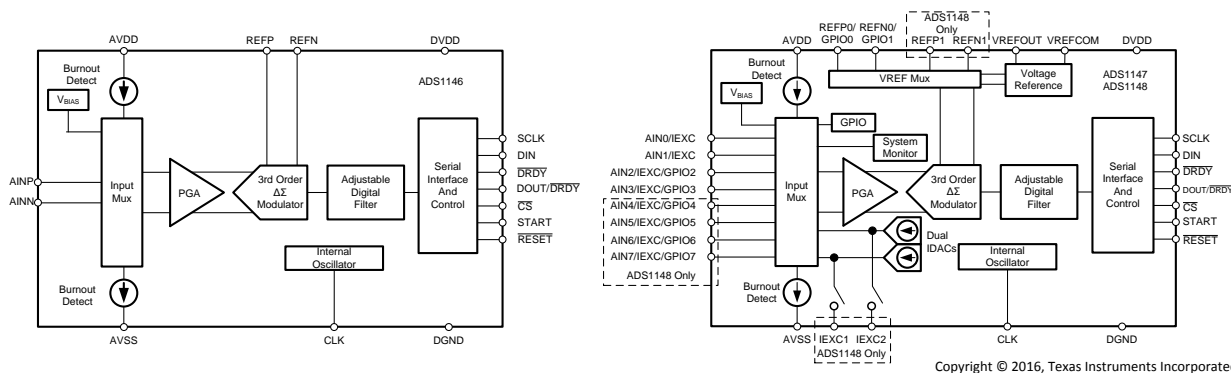 AVDD
REFP REFN
DVDD
Burnout
Detect
ADS1146
VBIAS
Input
Mux
PGA
3rd Order
ΔΣ
Modulator
Adjustable
Digital
Filter
Serial
Interface
And
Control
SCLK
DIN
DRDY
DOUT/DRDY
CS
START
RESET
AINP
AINN
Internal
Oscillator
Burnout
Detect
AVSS
CLK
DGND
ADS1148
Only
AVDD
REFP0/
GPIO0
REFN0/
GPIO1
REFP1 REFN1
VREFOUT VREFCOM
DVDD
Burnout
Detect
VREF Mux
Voltage
Reference
ADS1147
ADS1148
VBIAS
GPIO
System
Monitor
AIN0/IEXC
AIN1/IEXC
AIN2/IEXC/GPIO2
AIN3/IEXC/GPIO3
AIN4/IEXC/GPIO4
AIN5/IEXC/GPIO5
AIN6/IEXC/GPIO6
AIN7/IEXC/GPIO7
ADS1148 Only
Input
Mux
PGA
3rd Order
ΔΣ
Modulator
Adjustable
Digital
Filter
Serial
Interface
And
Control
SCLK
DIN
DRDY
DOUT/DRDY
CS
START
RESET
Dual
IDACs
Internal
Oscillator
Burnout
Detect
AVSS
IEXC1 IEXC2
ADS1148 Only
CLK
DGND
Copyright © 2016, Texas Instruments Incorporate